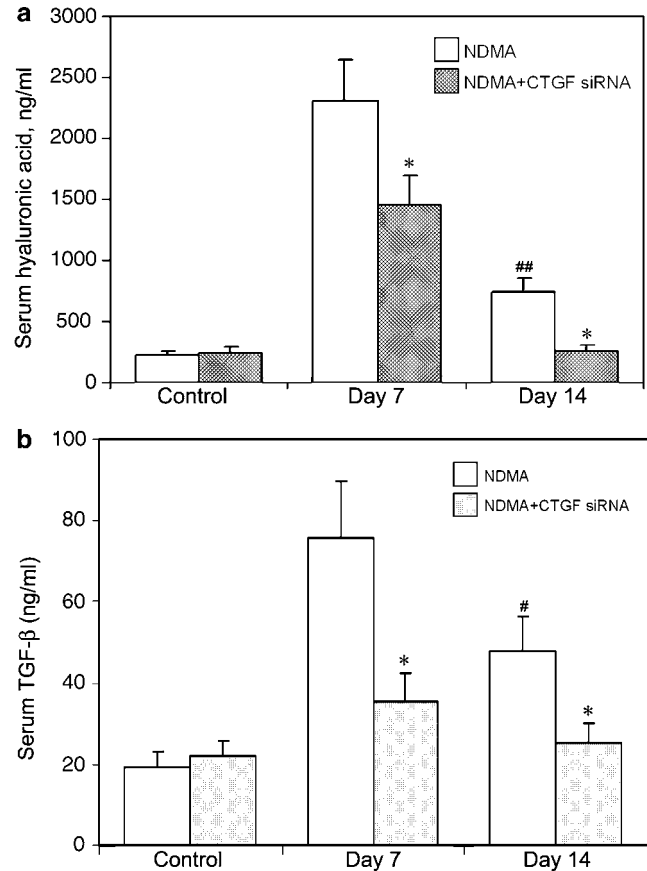 a
Serum hyaluronic acid, ng/ml
3000
2500
2000
1500
1000
500
0
NDMA
NDMA+CTGF siRNA
*
##
*
Control Day 7 Day 14
b
Serum TGF-β (ng/ml)
100
80
60
40
20
0
NDMA
NDMA+CTGF siRNA
*
#
*
Control Day 7 Day 14